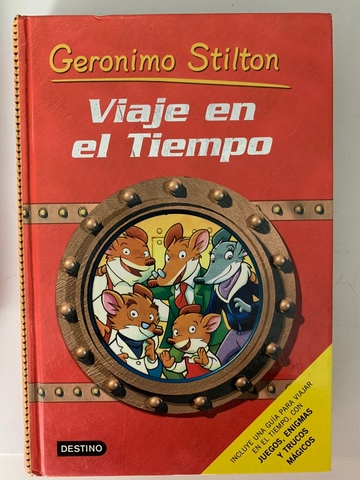 Geronimo Stilton
Viaje en
el Tiempo
INCLUYE UNA GUÍA PARA VIAJAR
EN EL TIEMPO, CON
JUEGOS, ENIGMAS
Y TRUCOS
MÁGICOS
DESTINO